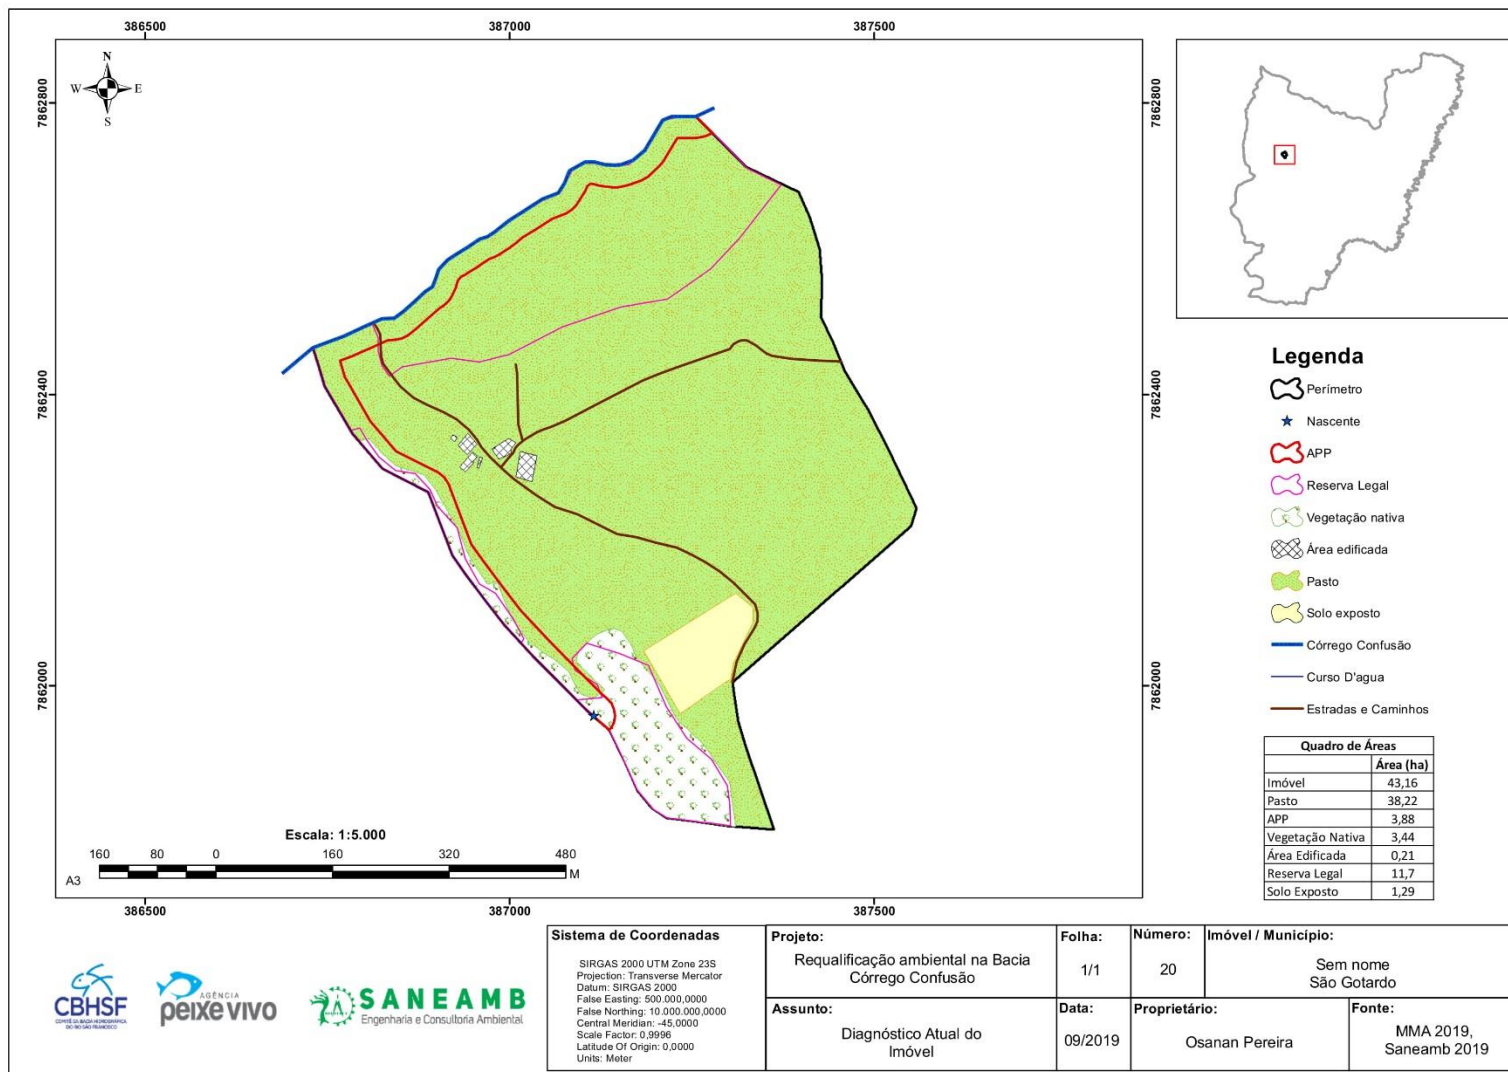 386500
387000
387500
N
W
E
S
7862800
7862800
7862400
7862400
7862000
7862000
Escala: 1:5.000
160
80
0
160
320
480
M
A3
386500
387000
387500
Legenda
Perímetro
Nascente
APP
Reserva Legal
Vegetação nativa
Área edificada
Pasto
Solo exposto
Córrego Confusão
Curso D'agua
Estradas e Caminhos
Quadro de Áreas
Área (ha)
Imóvel 43,16
Pasto 38,22
APP 3,88
Vegetação Nativa 3,44
Área Edificada 0,21
Reserva Legal 11,7
Solo Exposto 1,29
CBHSF
COMITÊ DA BACIA HIDROGRÁFICA
DO RIO SÃO FRANCISCO
AGÊNCIA
peixe vivo
SANEAMB
Engenharia e Consultoria Ambiental
Sistema de Coordenadas
SIRGAS 2000 UTM Zone 23S
Projection: Transverse Mercator
Datum: SIRGAS 2000
False Easting: 500.000,0000
False Northing: 10.000.000,0000
Central Meridian: -45,0000
Scale Factor: 0,9996
Latitude Of Origin: 0,0000
Units: Meter
Projeto:
Requalificação ambiental na Bacia
Córrego Confusão
Folha:
1/1
Número:
20
Imóvel / Município:
Sem nome
São Gotardo
Assunto:
Diagnóstico Atual do
Imóvel
Data:
09/2019
Proprietário:
Osanan Pereira
Fonte:
MMA 2019,
Saneamb 2019